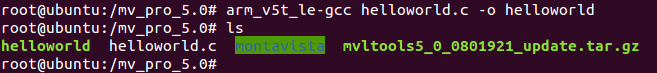 root@ubuntu:/mv_pro_5.0# arm_v5t_le-gcc helloworld.c -o helloworld
root@ubuntu:/mv_pro_5.0# ls
helloworld helloworld.c montavista mvltools5_0_0801921_update.tar.gz
root@ubuntu:/mv_pro_5.0#